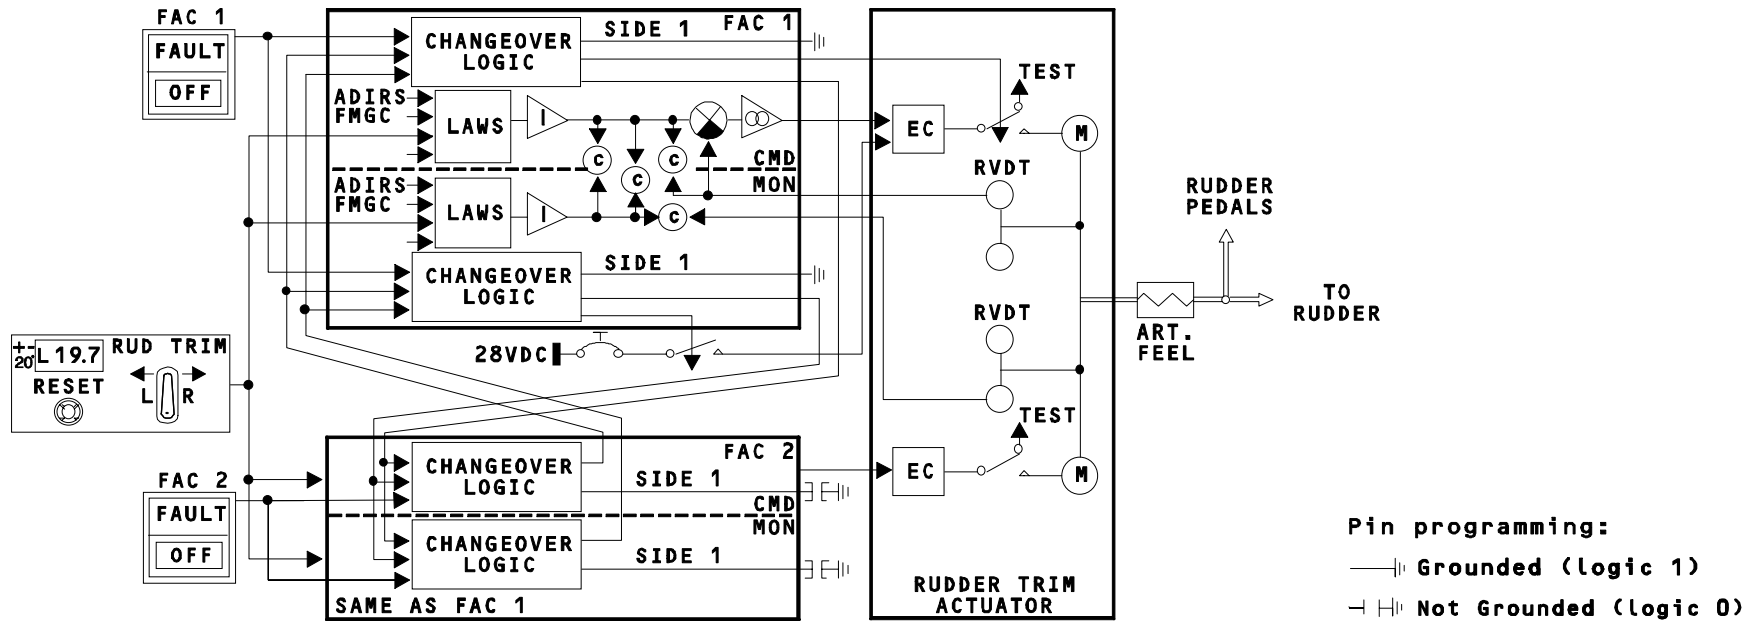 FAC 1
FAULT
OFF
FAC 1
SIDE 1
CHANGEOVER
LOGIC
ADIRS
FMGC
LAWS
I
C
C
C
CMD
MON
ADIRS
FMGC
LAWS
I
C
SIDE 1
CHANGEOVER
LOGIC
28VDC
+-
20°
L 19.7
RUD TRIM
RESET
L
R
FAC 2
FAULT
OFF
FAC 2
CHANGEOVER
LOGIC
SIDE 1
CMD
MON
CHANGEOVER
LOGIC
SIDE 1
SAME AS FAC 1
TEST
EC
M
RVDT
RVDT
TEST
EC
M
RUDDER TRIM
ACTUATOR
RUDDER
PEDALS
ART.
FEEL
TO
RUDDER
Pin programming:
Grounded (logic 1)
Not Grounded (logic 0)